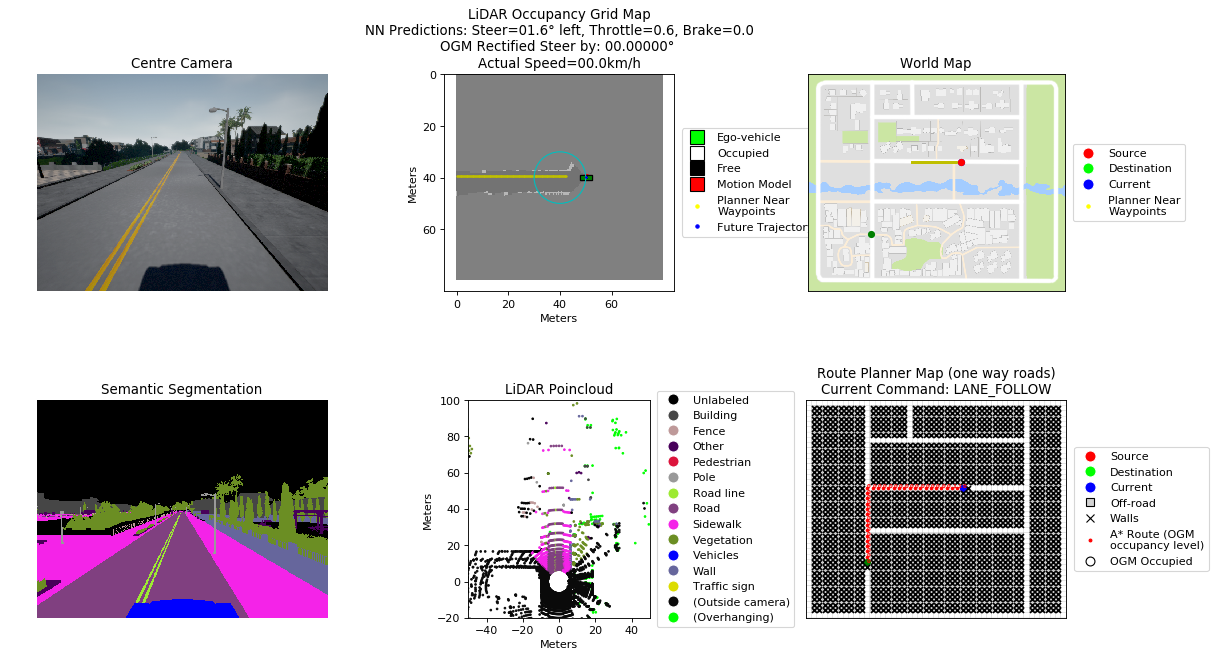 LiDAR Occupancy Grid Map
NN Predictions: Steer=01.6° left, Throttle=0.6, Brake=0.0
OGM Rectified Steer by: 00.00000°
Actual Speed=00.0km/h
Centre Camera
World Map
0
20
40
60
Meters
0
20
40
60
Meters
Ego-vehicle
Occupied
Free
Motion Model
Planner Near
Waypoints
Future Trajector
Source
Destination
Current
Planner Near
Waypoints
Semantic Segmentation
LiDAR Poincloud
Route Planner Map (one way roads)
Current Command: LANE_FOLLOW
100
80
60
40
20
0
−20
Meters
−40
−20
0
20
40
Meters
Unlabeled
Building
Fence
Other
Pedestrian
Pole
Road line
Road
Sidewalk
Vegetation
Vehicles
Wall
Traffic sign
(Outside camera)
(Overhanging)
Source
Destination
Current
Off-road
Walls
A* Route (OGM
occupancy level)
OGM Occupied